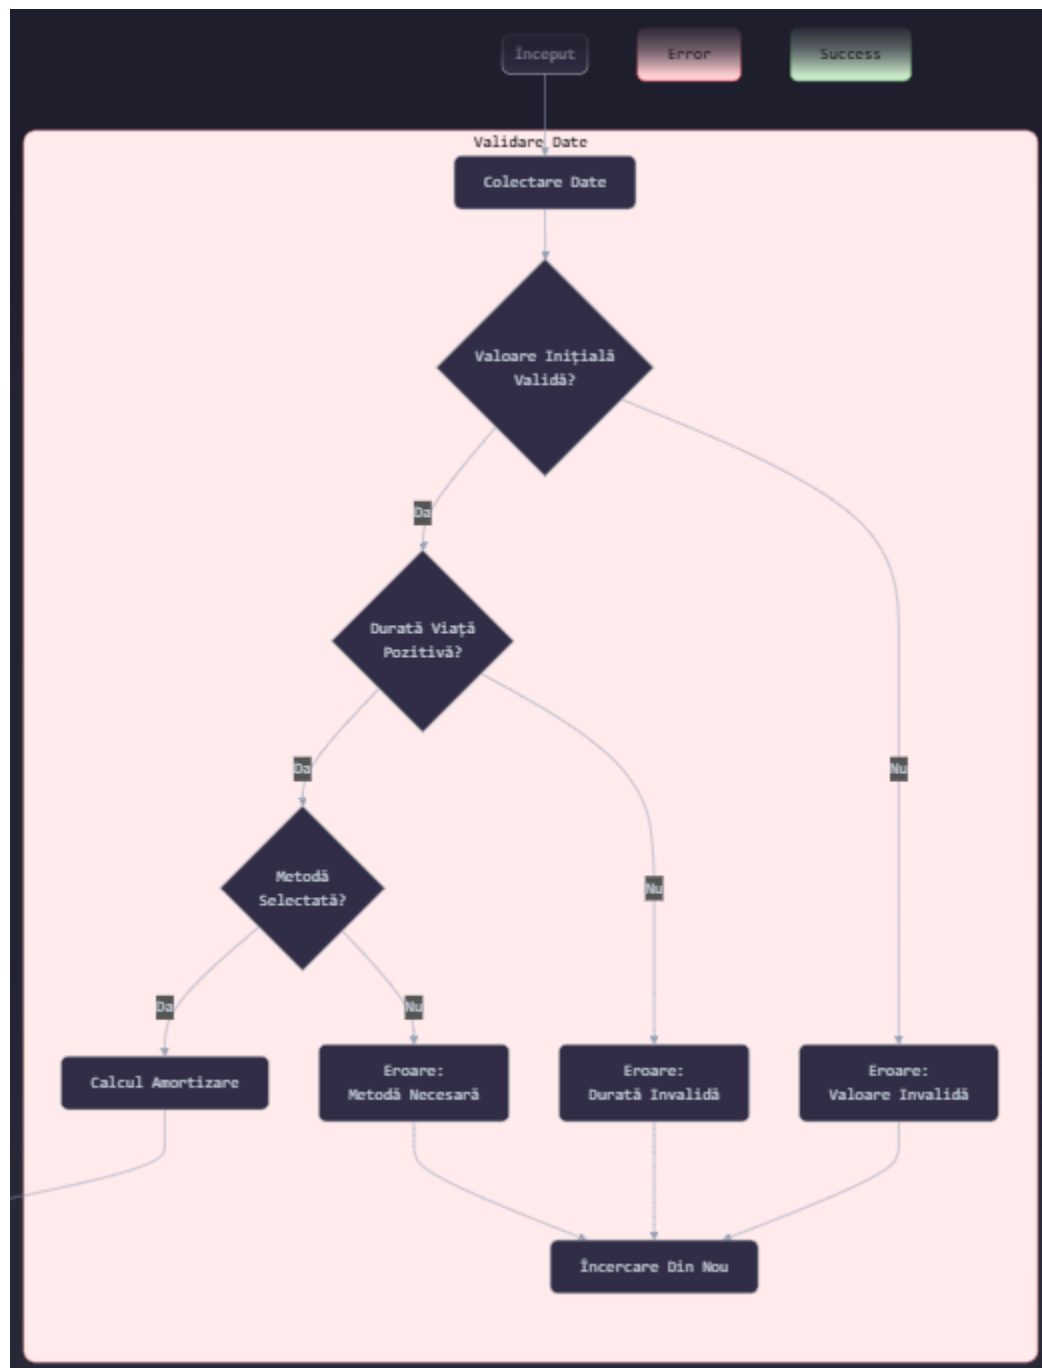 Început
Error
Success
Validare Date
Colectare Date
Valoare Inițială
Validă?
Da
Durată Viață
Pozitivă?
Da
Nu
Metodă
Selectată?
Nu
Da
Nu
Calcul Amortizare
Eroare:
Metodă Necesară
Eroare:
Durată Invalidă
Eroare:
Valoare Invalidă
Încercare Din Nou